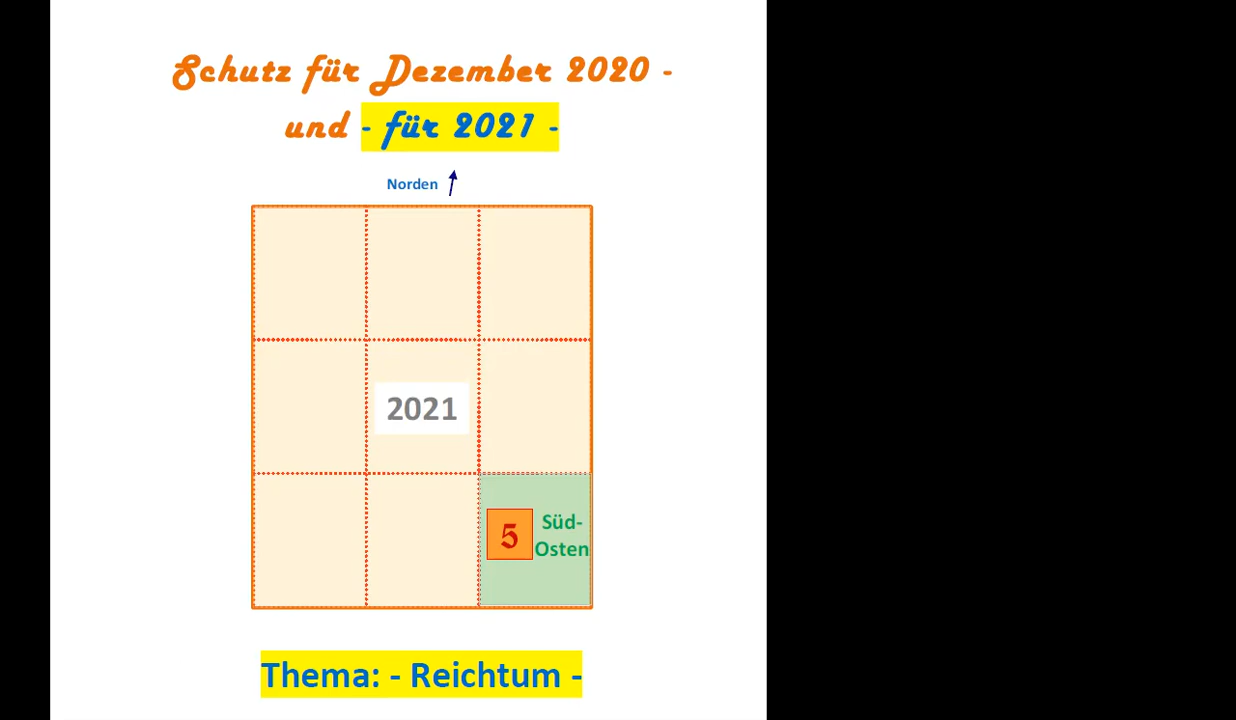 Schutz für Dezember 2020 -
und - für 2021 -
Norden
2021
5
Süd-
Osten
Thema: - Reichtum -